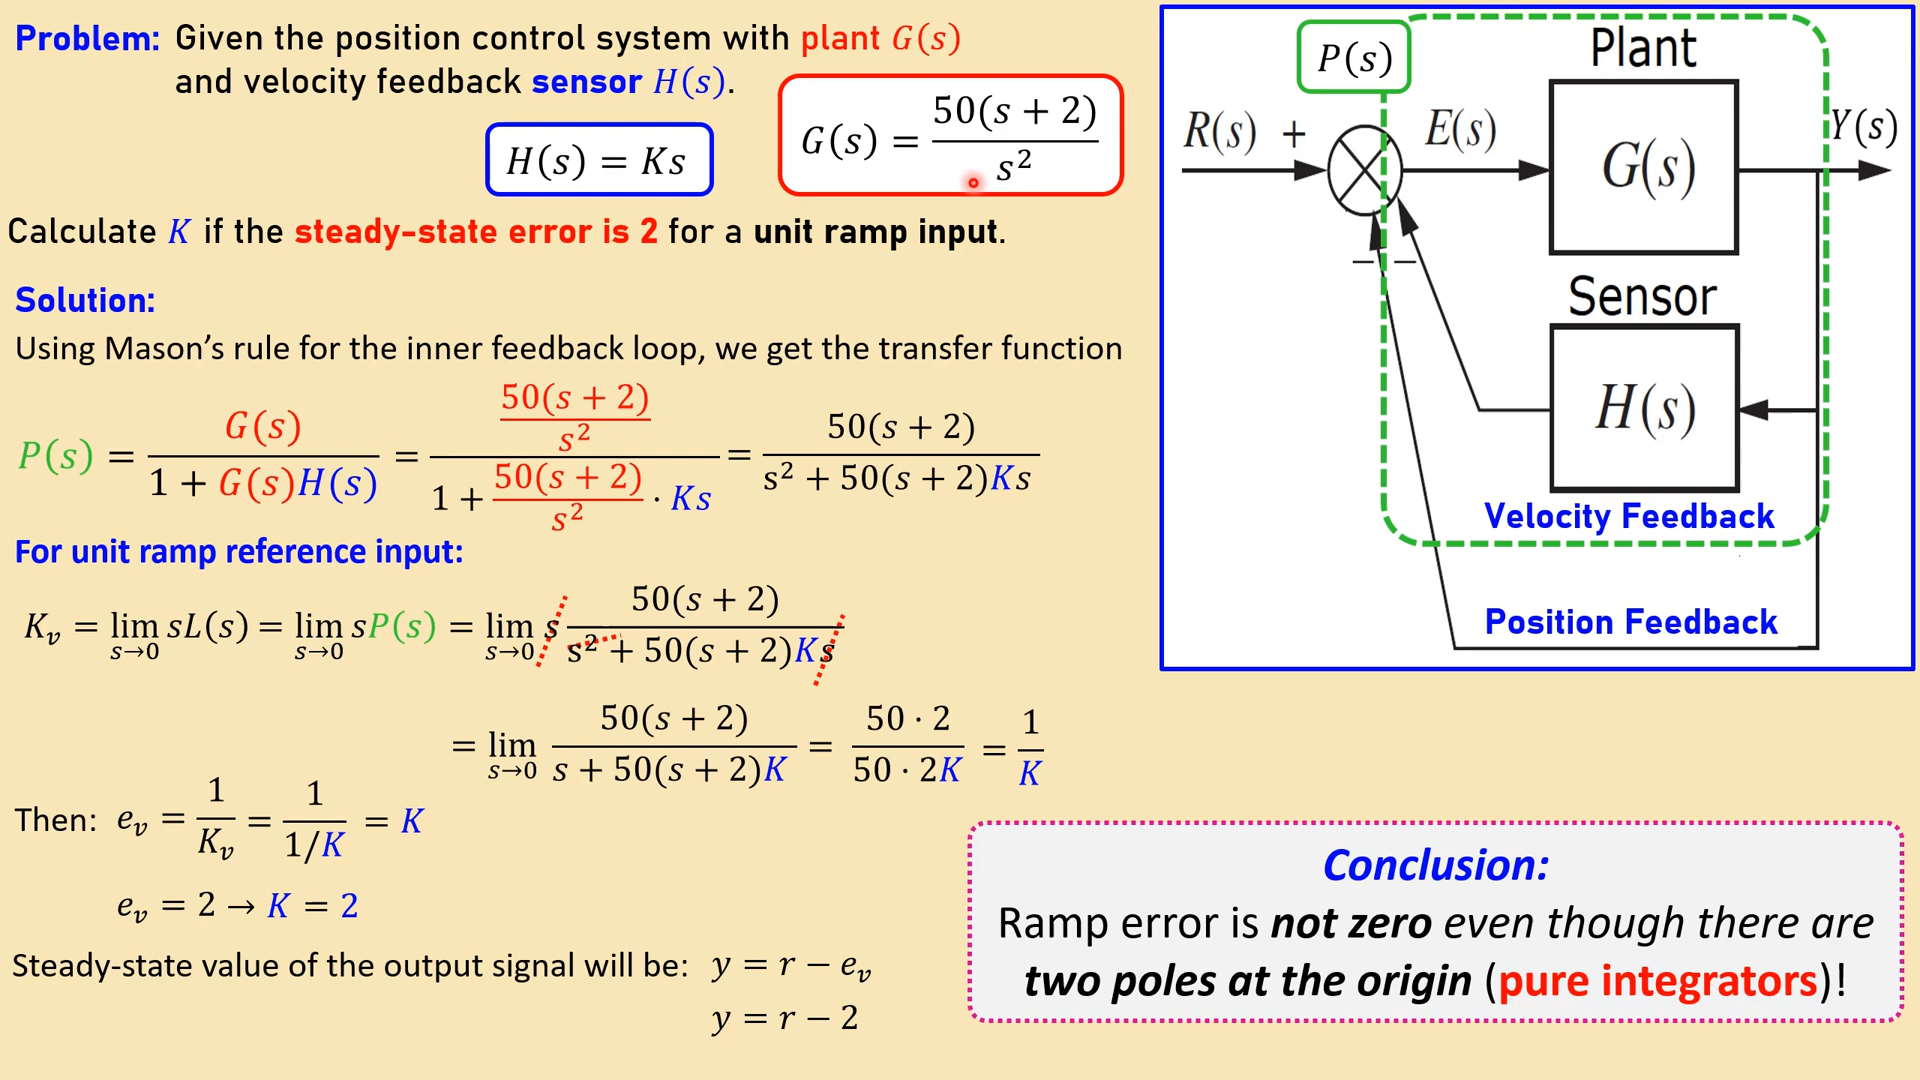 Problem: Given the position control system with plant G(s)
and velocity feedback sensor H(s).
H(s) = Ks
G(s) = 50(s + 2) / s²
Calculate K if the steady-state error is 2 for a unit ramp input.
Solution:
Using Mason's rule for the inner feedback loop, we get the transfer function
P(s) = G(s) / (1 + G(s)H(s)) = (50(s + 2) / s²) / (1 + 50(s + 2) / s² · Ks) = 50(s + 2) / (s² + 50(s + 2)Ks)
For unit ramp reference input:
K_v = lim_{s→0} sL(s) = lim_{s→0} sP(s) = lim_{s→0} s 50(s + 2) / (s² + 50(s + 2)Ks)
= lim_{s→0} 50(s + 2) / (s + 50(s + 2)K) = 50 · 2 / (50 · 2K) = 1 / K
Then: e_v = 1 / K_v = 1 / (1/K) = K
e_v = 2 → K = 2
Steady-state value of the output signal will be: y = r − e_v
y = r − 2
P(s)
Plant
R(s) +
E(s)
G(s)
Y(s)
− −
Sensor
H(s)
Velocity Feedback
Position Feedback
Conclusion:
Ramp error is not zero even though there are
two poles at the origin (pure integrators)!